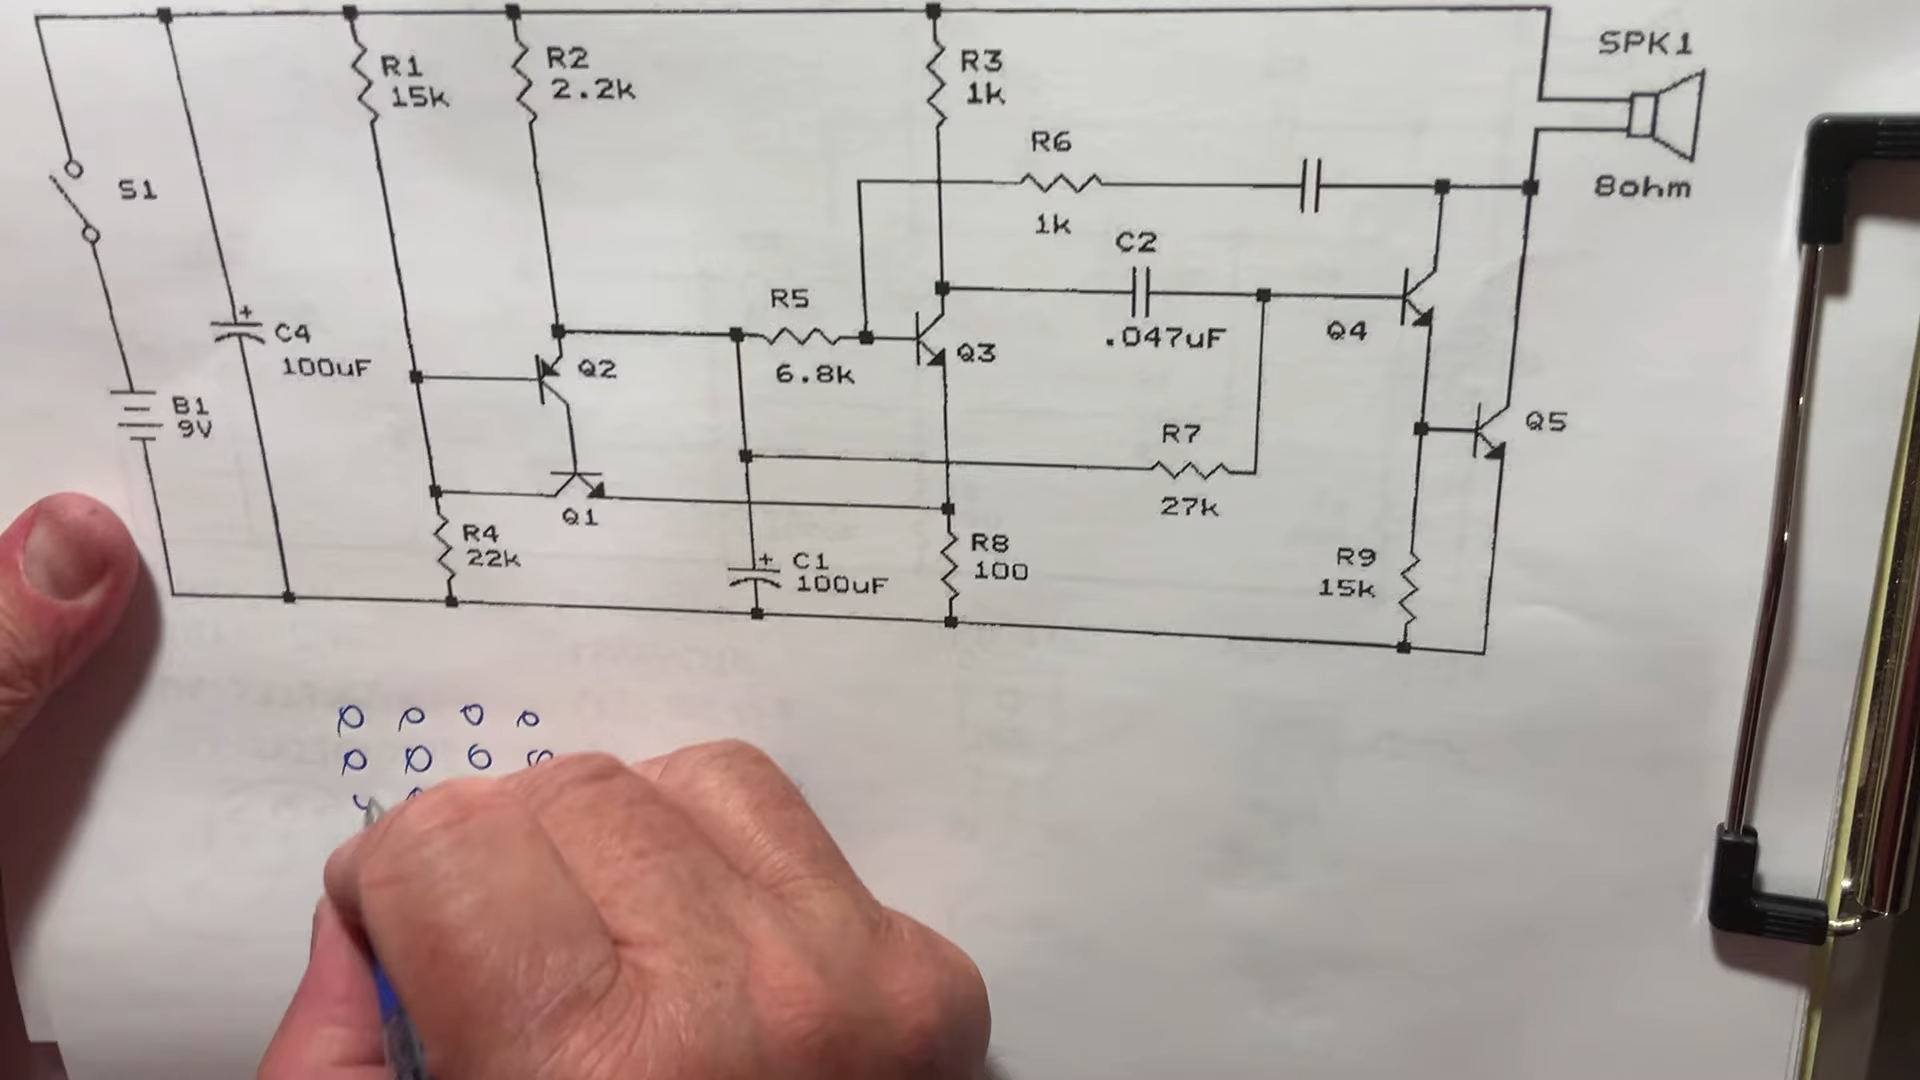 SPK1
8ohm
R1
15k
R2
2.2k
R3
1k
R6
1k
S1
C2
.047uF
R5
6.8k
Q2
Q3
Q4
C4
100uF
+
B1
9V
Q5
R7
27k
Q1
R4
22k
+
C1
100uF
R8
100
R9
15k